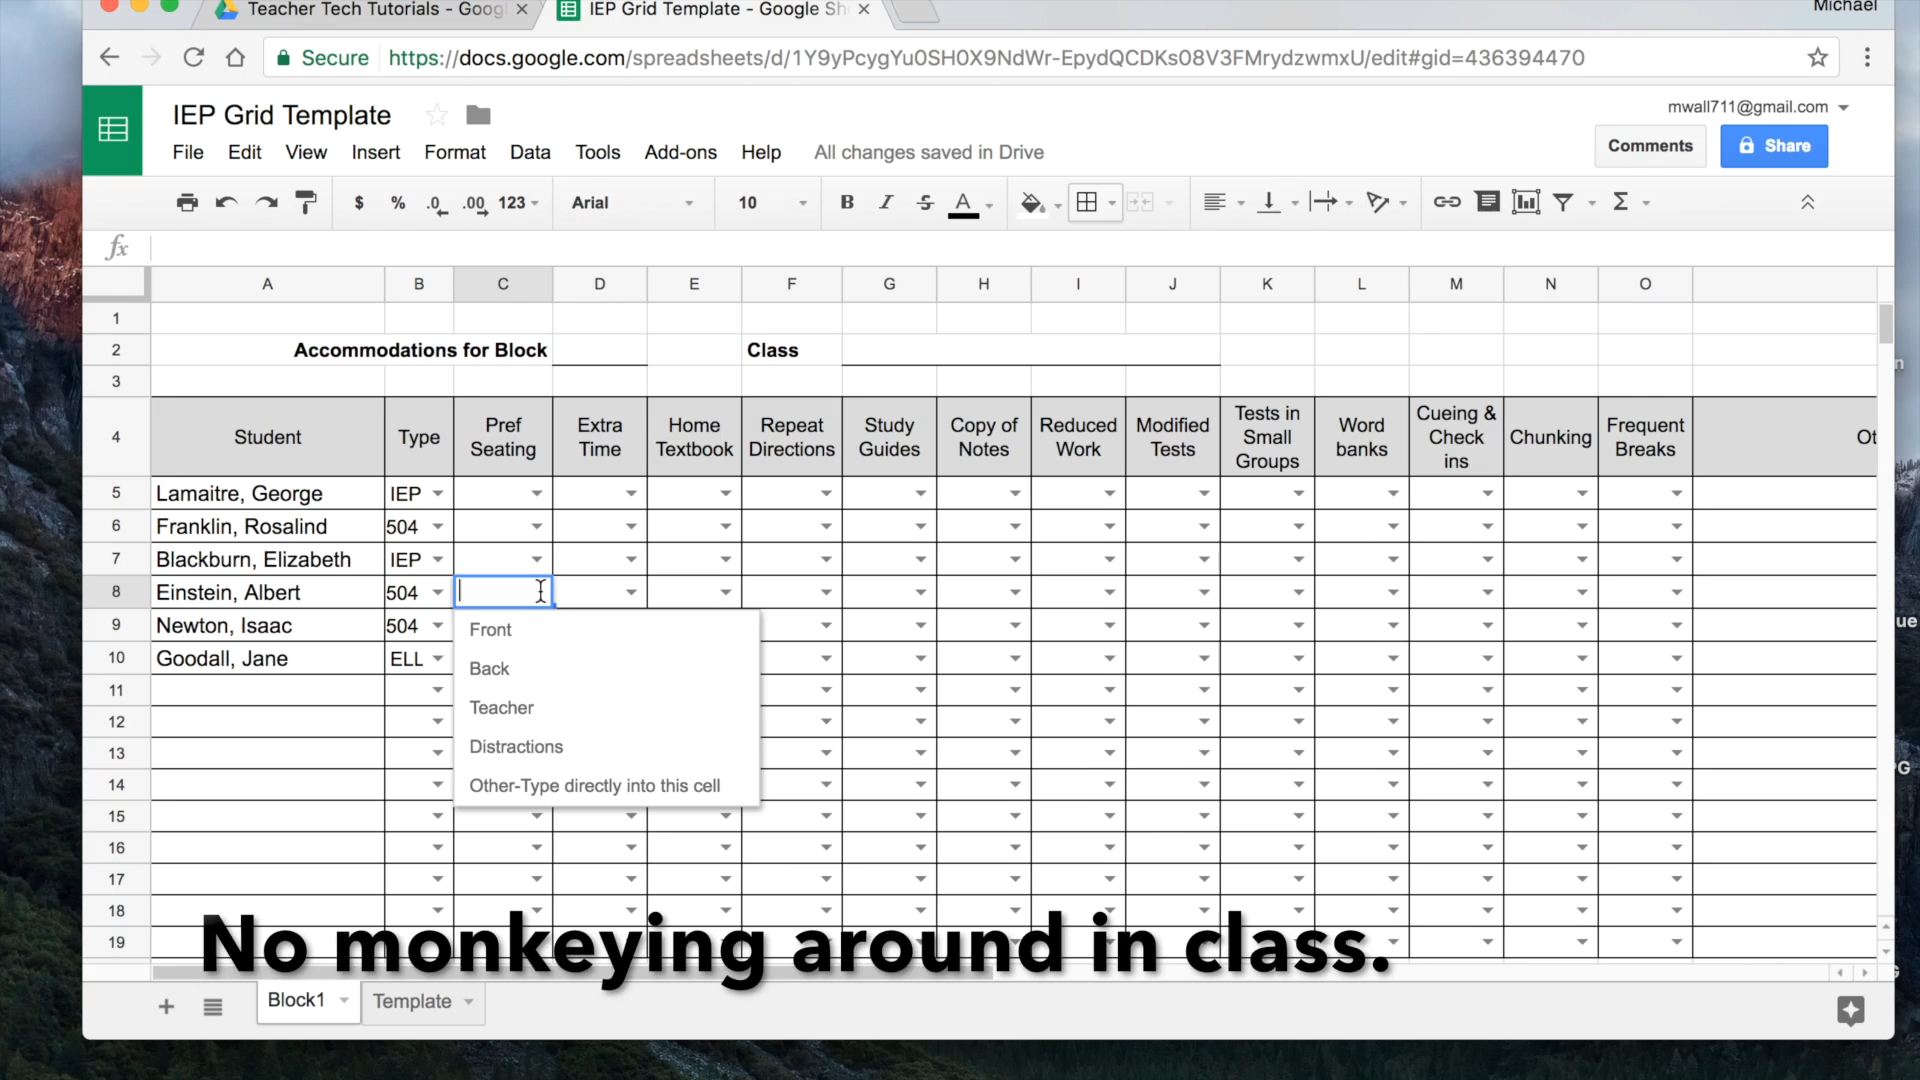 Teacher Tech Tutorials - Googl
IEP Grid Template - Google Sh
Michael
Secure https://docs.google.com/spreadsheets/d/1Y9yPcygYu0SH0X9NdWr-EpydQCDKs08V3FMrydzwmxU/edit#gid=436394470
IEP Grid Template
mwall711@gmail.com
File Edit View Insert Format Data Tools Add-ons Help All changes saved in Drive
Comments Share
$ % .0 .00 123 Arial 10 B I S A Σ
fx
A B C D E F G H I J K L M N O
1
2 Accommodations for Block Class
3
4 Student Type Pref Seating Extra Time Home Textbook Repeat Directions Study Guides Copy of Notes Reduced Work Modified Tests Tests in Small Groups Word banks Cueing & Check ins Chunking Frequent Breaks Ot
5 Lamaitre, George IEP
6 Franklin, Rosalind 504
7 Blackburn, Elizabeth IEP
8 Einstein, Albert 504
9 Newton, Isaac 504
10 Goodall, Jane ELL
Front
Back
Teacher
Distractions
Other-Type directly into this cell
11
12
13
14
15
16
17
18
19
No monkeying around in class.
Block1 Template